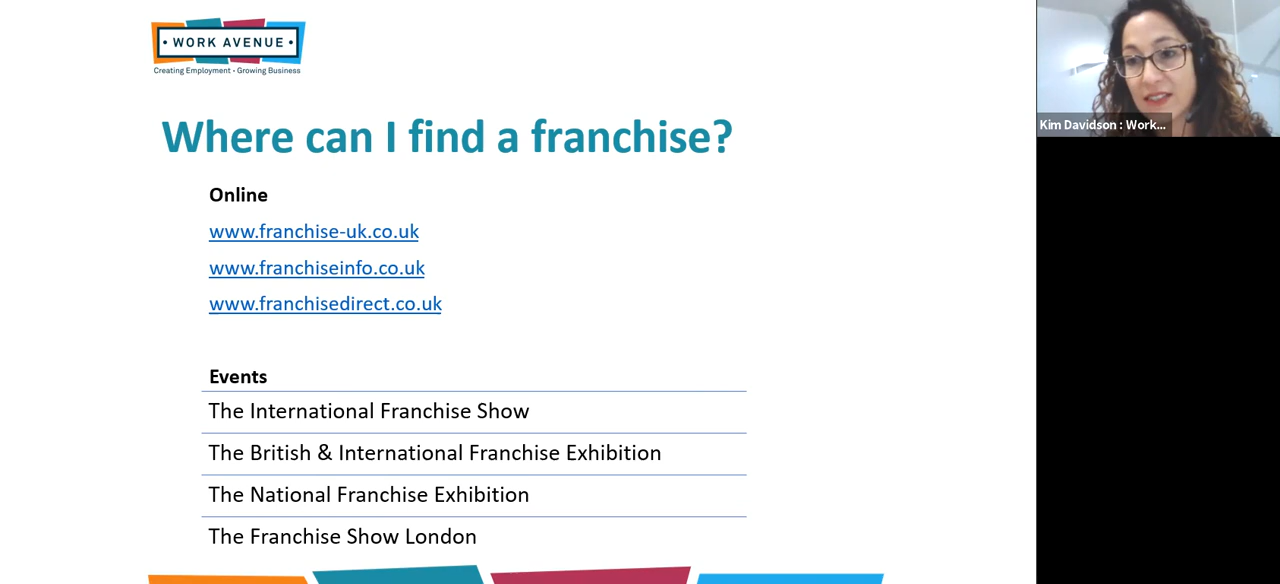 • WORK AVENUE •
Creating Employment • Growing Business
Where can I find a franchise?
Online
www.franchise-uk.co.uk
www.franchiseinfo.co.uk
www.franchisedirect.co.uk
Events
The International Franchise Show
The British & International Franchise Exhibition
The National Franchise Exhibition
The Franchise Show London
Kim Davidson : Work...